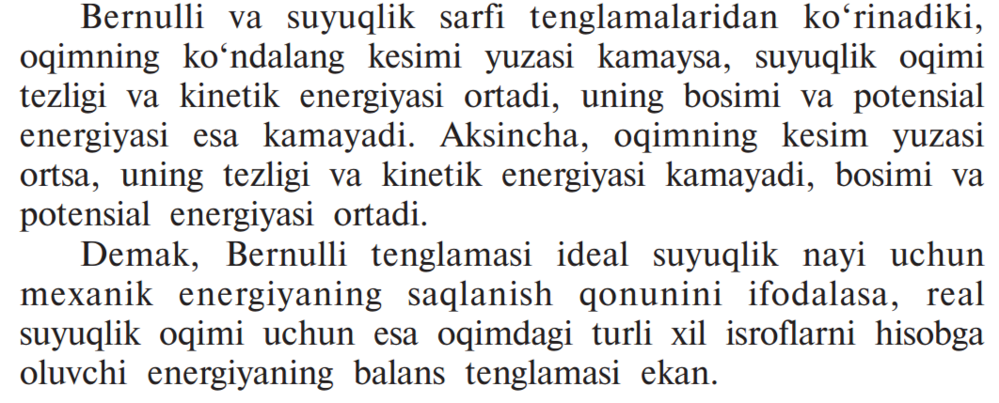 Bernulli va suyuqlik sarfi tenglamalaridan ko‘rinadiki,
oqimning ko‘ndalang kesimi yuzasi kamaysa, suyuqlik oqimi
tezligi va kinetik energiyasi ortadi, uning bosimi va potensial
energiyasi esa kamayadi. Aksincha, oqimning kesim yuzasi
ortsa, uning tezligi va kinetik energiyasi kamayadi, bosimi va
potensial energiyasi ortadi.
Demak, Bernulli tenglamasi ideal suyuqlik nayi uchun
mexanik energiyaning saqlanish qonunini ifodalasa, real
suyuqlik oqimi uchun esa oqimdagi turli xil isroflarni hisobga
oluvchi energiyaning balans tenglamasi ekan.